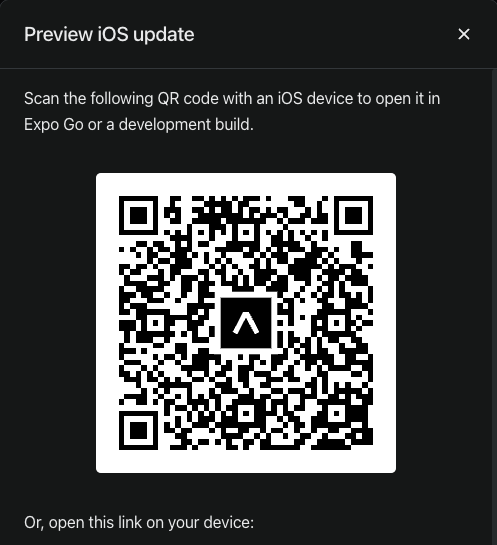 Preview iOS update
Scan the following QR code with an iOS device to open it in
Expo Go or a development build.
Or, open this link on your device: